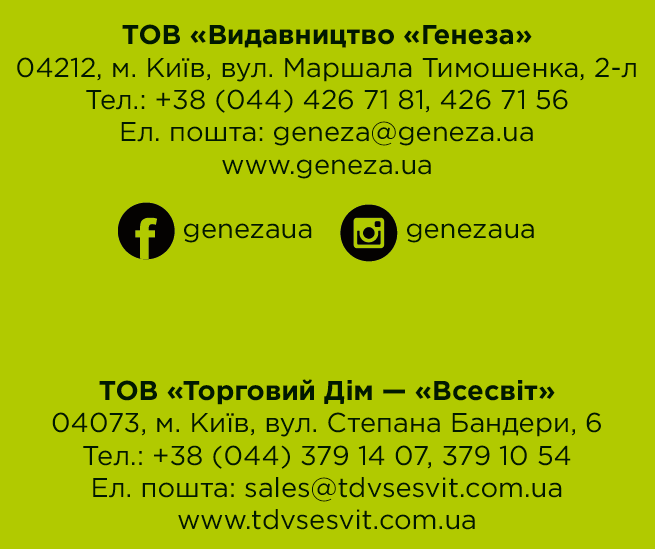 ТОВ «Видавництво «Генеза»
04212, м. Київ, вул. Маршала Тимошенка, 2-л
Тел.: +38 (044) 426 71 81, 426 71 56
Ел. пошта: geneza@geneza.ua
www.geneza.ua
genezaua genezaua
ТОВ «Торговий Дім — «Всесвіт»
04073, м. Київ, вул. Степана Бандери, 6
Тел.: +38 (044) 379 14 07, 379 10 54
Ел. пошта: sales@tdvsesvit.com.ua
www.tdvsesvit.com.ua